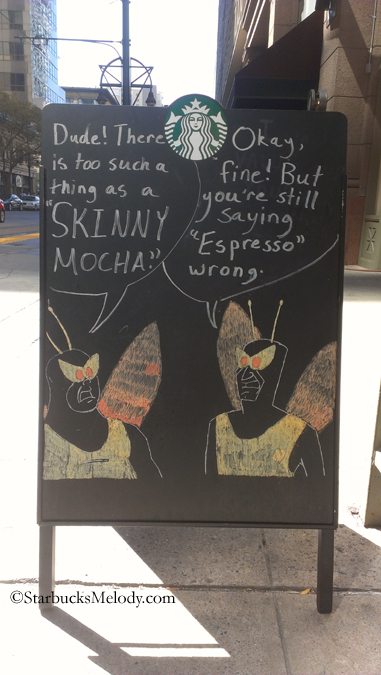 Dude! There
is too such a
thing as a
"SKINNY
MOCHA."
Okay,
fine! But
you're still
saying
"Espresso"
wrong.
©StarbucksMelody.com